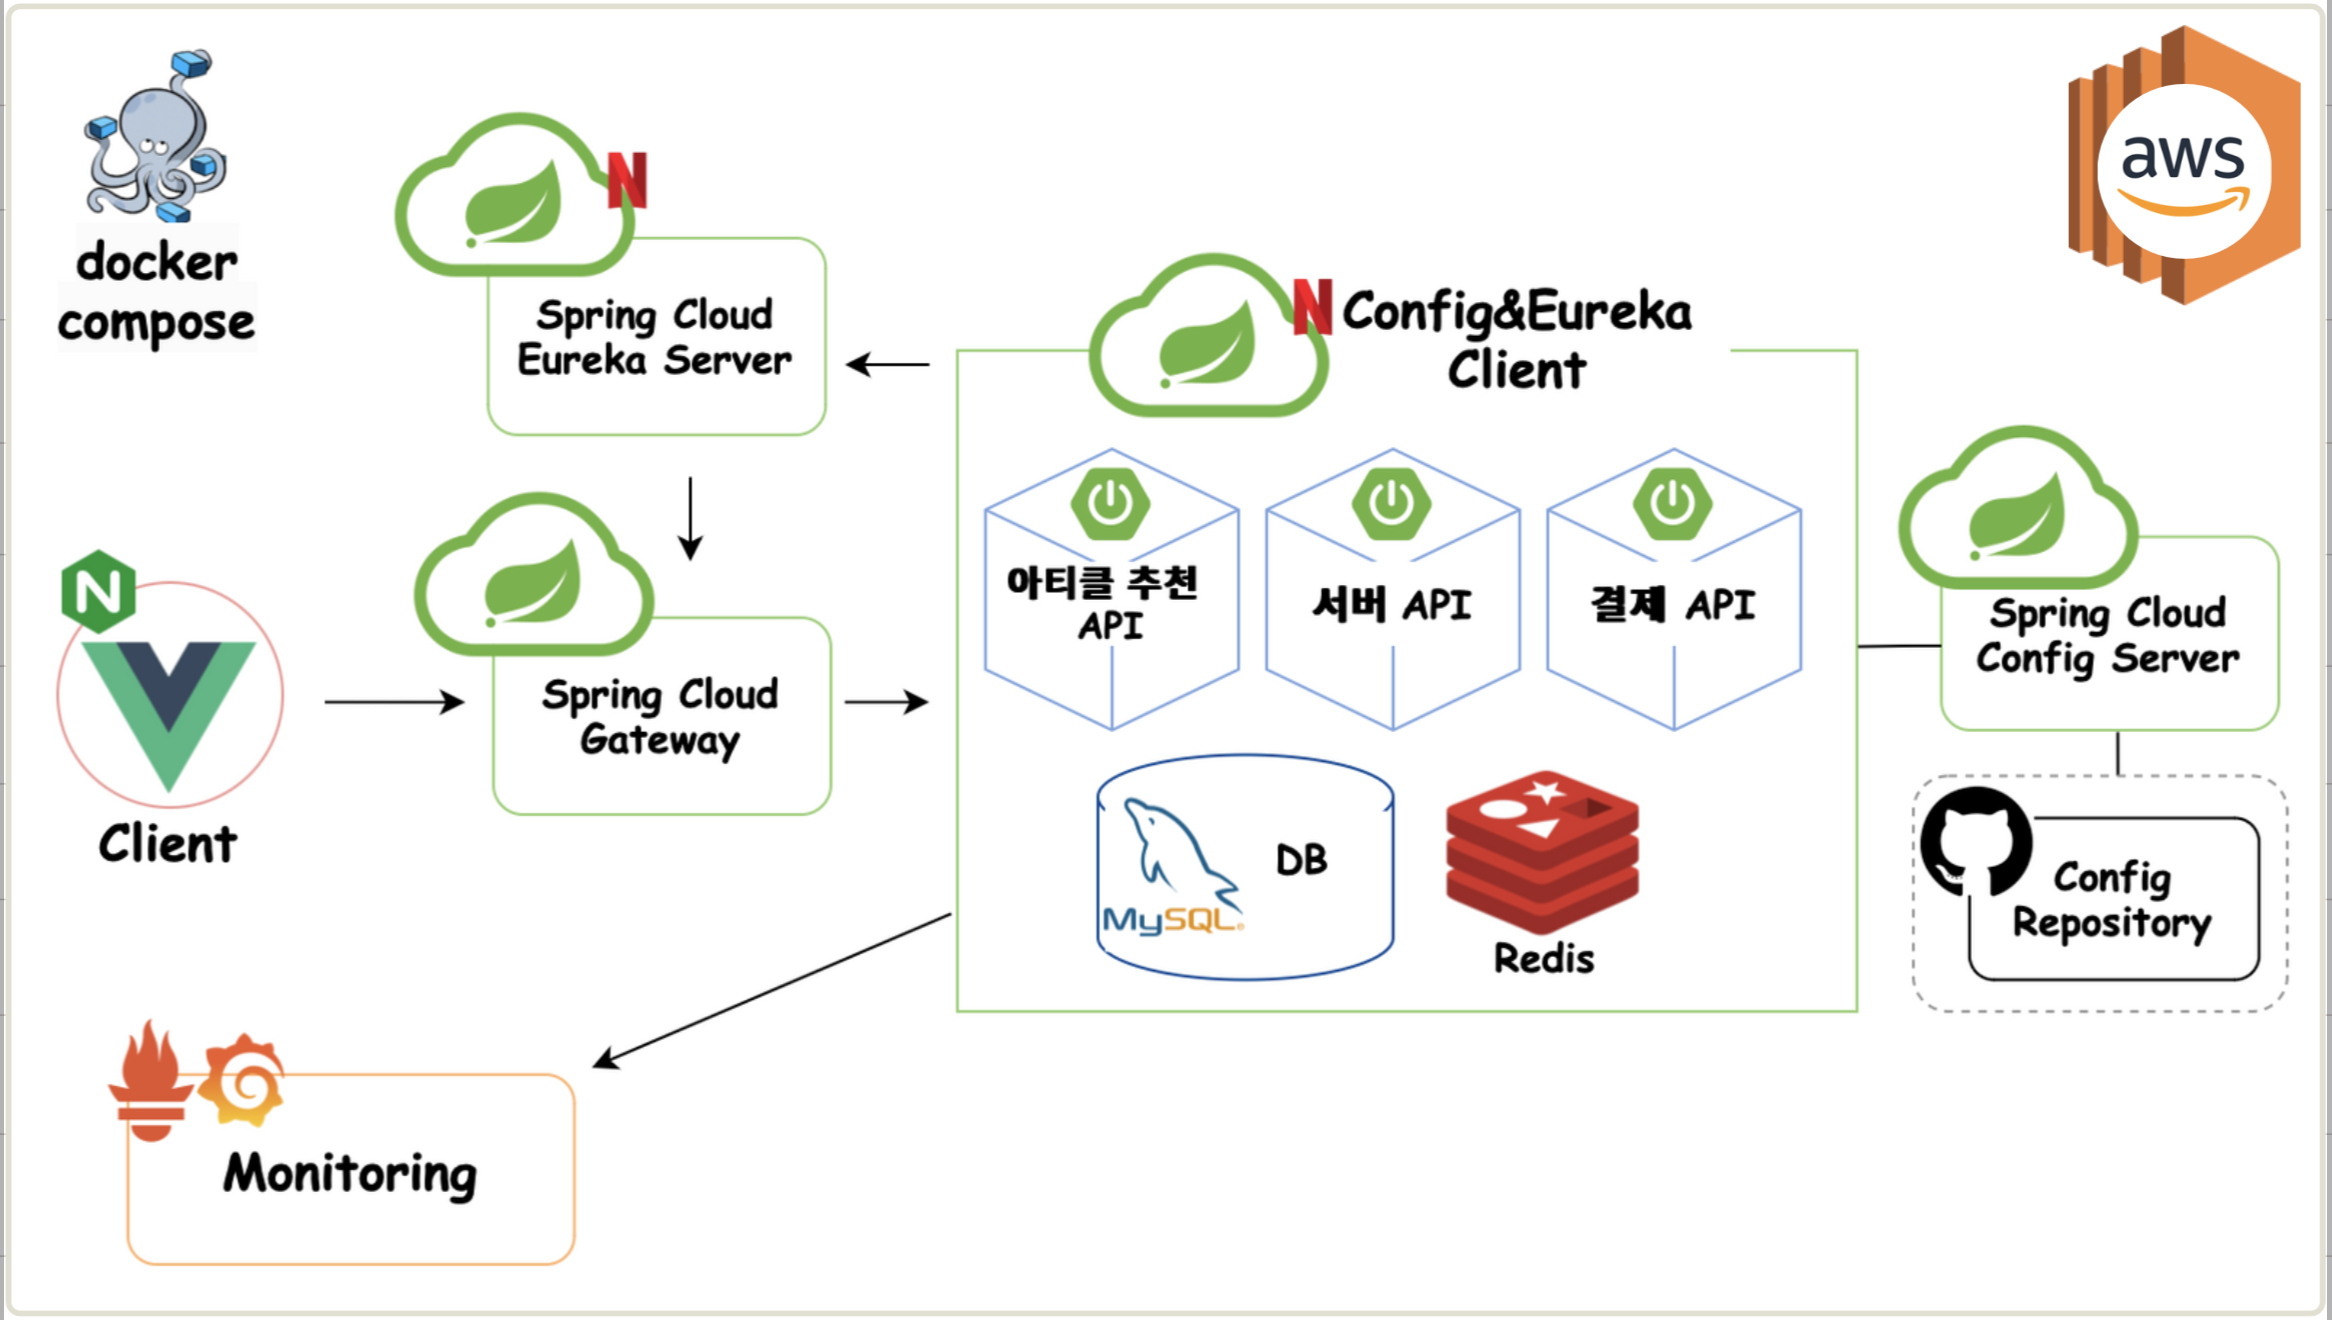 docker
compose
aws
N
Spring Cloud
Eureka Server
N
Config&Eureka
Client
아티클 추천
API
서버 API
결제 API
Spring Cloud
Config Server
N
Client
Spring Cloud
Gateway
MySQL®
DB
Redis
Config
Repository
Monitoring